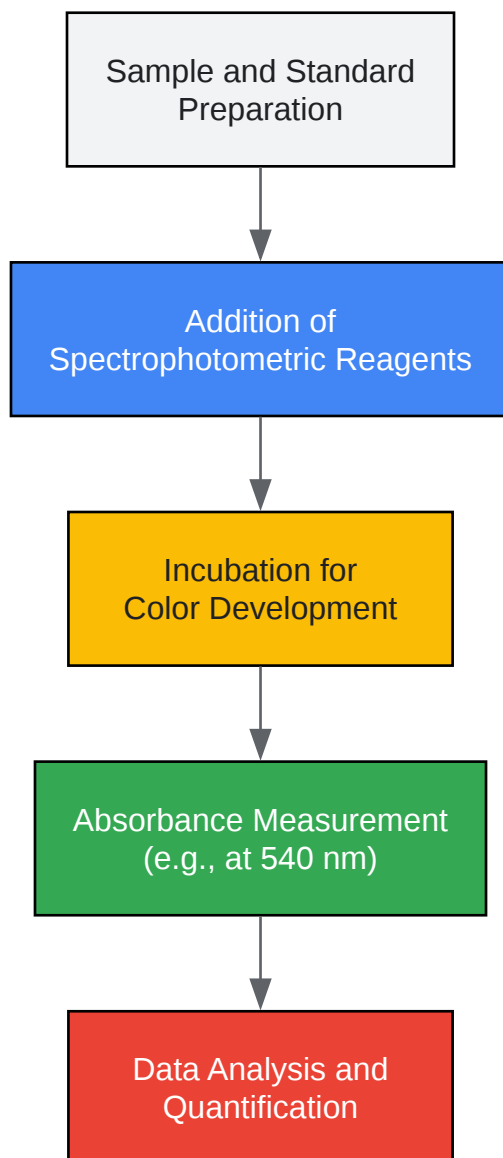 Sample and Standard
Preparation
Addition of
Spectrophotometric Reagents
Incubation for
Color Development
Absorbance Measurement
(e.g., at 540 nm)
Data Analysis and
Quantification